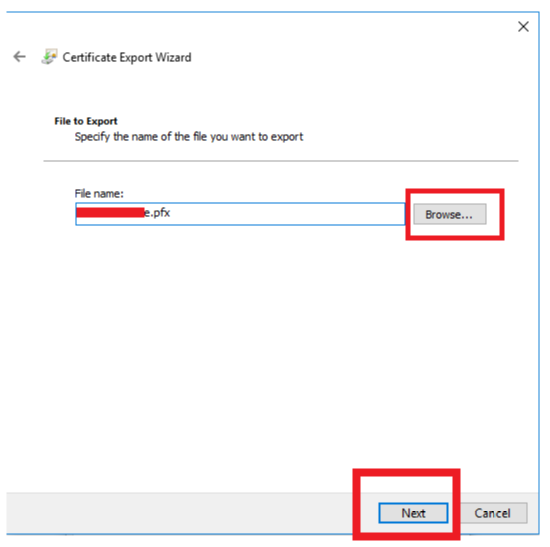 Certificate Export Wizard
File to Export
Specify the name of the file you want to export
File name:
e.pfx
Browse...
Next
Cancel